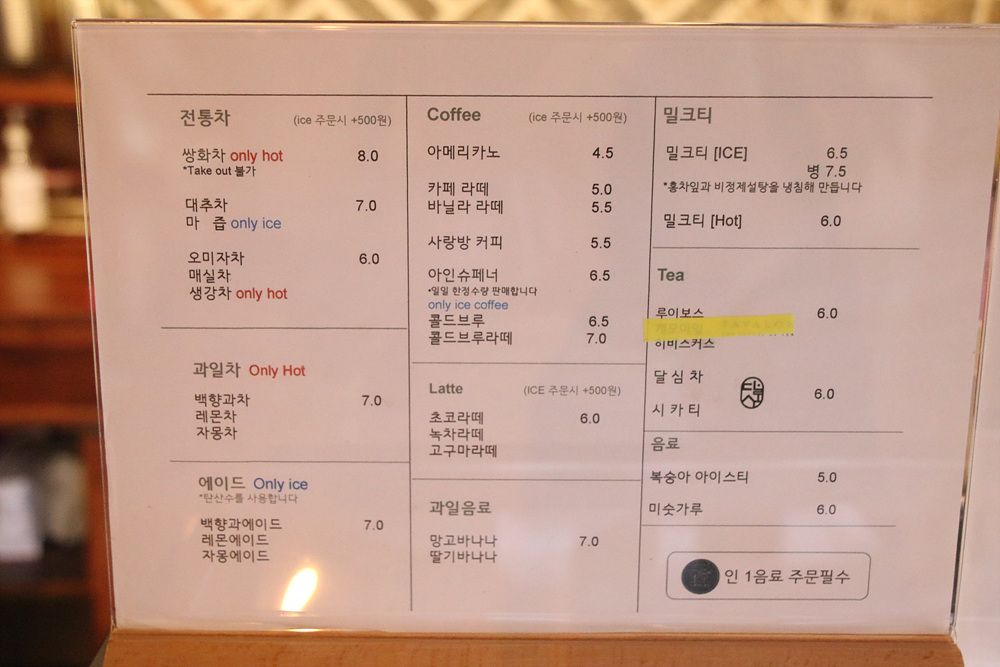 전통차 (ice 주문시 +500원)
쌍화차 only hot 8.0
*Take out 불가
대추차 7.0
마 즙 only ice
오미자차 6.0
매실차
생강차 only hot
과일차 Only Hot
백향과차 7.0
레몬차
자몽차
에이드 Only ice
*탄산수를 사용합니다
백향과에이드 7.0
레몬에이드
자몽에이드
Coffee (ice 주문시 +500원)
아메리카노 4.5
카페 라떼 5.0
바닐라 라떼 5.5
사랑방 커피 5.5
아인슈페너 6.5
*일일 한정수량 판매합니다
only ice coffee
콜드브루 6.5
콜드브루라떼 7.0
Latte (ICE 주문시 +500원)
초코라떼 6.0
녹차라떼
고구마라떼
과일음료
망고바나나 7.0
딸기바나나
밀크티
밀크티 [ICE] 6.5
병 7.5
*홍차잎과 비정제설탕을 냉침해 만듭니다
밀크티 [Hot] 6.0
Tea
루이보스 6.0
캐모마일
히비스커스
달심차 6.0
시카티
음료
복숭아 아이스티 5.0
미숫가루 6.0
인 1음료 주문필수